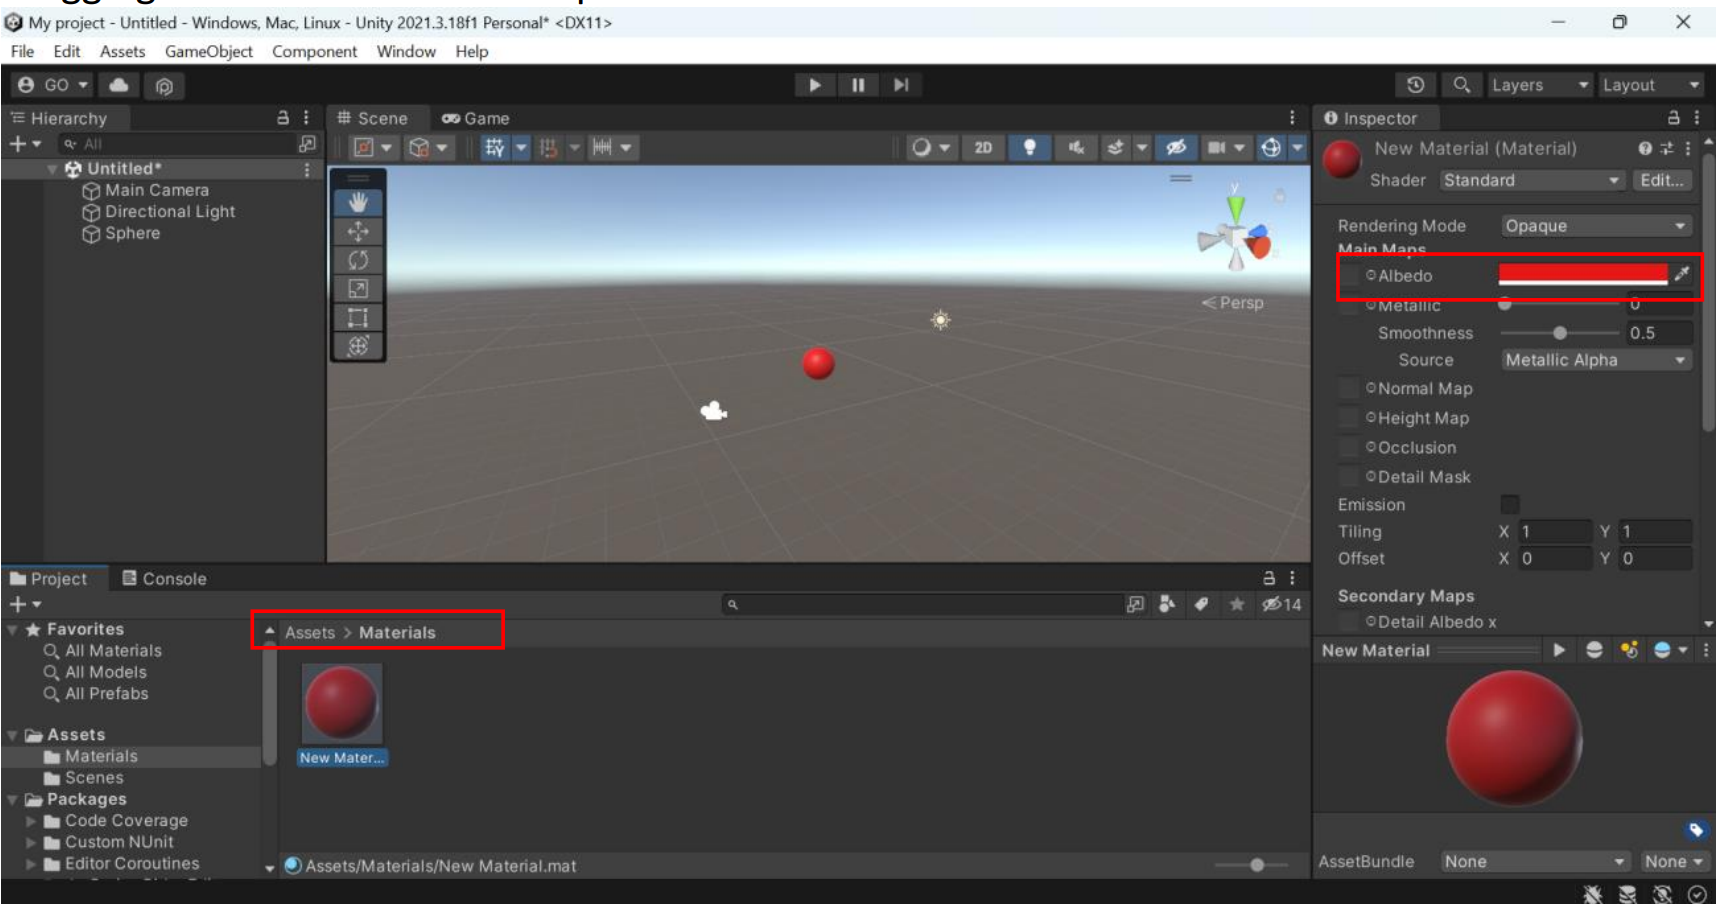 My project - Untitled - Windows, Mac, Linux - Unity 2021.3.18f1 Personal* <DX11>
File Edit Assets GameObject Component Window Help
GO
Layers Layout
Hierarchy
All
Untitled*
Main Camera
Directional Light
Sphere
Scene Game
2D
y
Persp
Inspector
New Material (Material)
Shader Standard Edit...
Rendering Mode Opaque
Main Maps
Albedo
Metallic 0
Smoothness 0.5
Source Metallic Alpha
Normal Map
Height Map
Occlusion
Detail Mask
Emission
Tiling X 1 Y 1
Offset X 0 Y 0
Secondary Maps
Detail Albedo x
New Material
AssetBundle None None
Project Console
14
Favorites
All Materials
All Models
All Prefabs
Assets
Materials
Scenes
Packages
Code Coverage
Custom NUnit
Editor Coroutines
Assets > Materials
New Mater...
Assets/Materials/New Material.mat